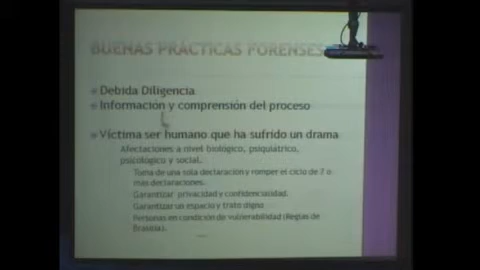 BUENAS PRÁCTICAS FORENSES
Debida Diligencia
Información y comprensión del proceso
Víctima ser humano que ha sufrido un drama
Afectaciones a nivel biológico, psiquiátrico,
psicológico y social.
Toma de una sola declaración y romper el ciclo de 7 o
más declaraciones.
Garantizar privacidad y confidencialidad.
Garantizar un espacio y trato digno
Personas en condición de vulnerabilidad (Reglas de
Brasilia).